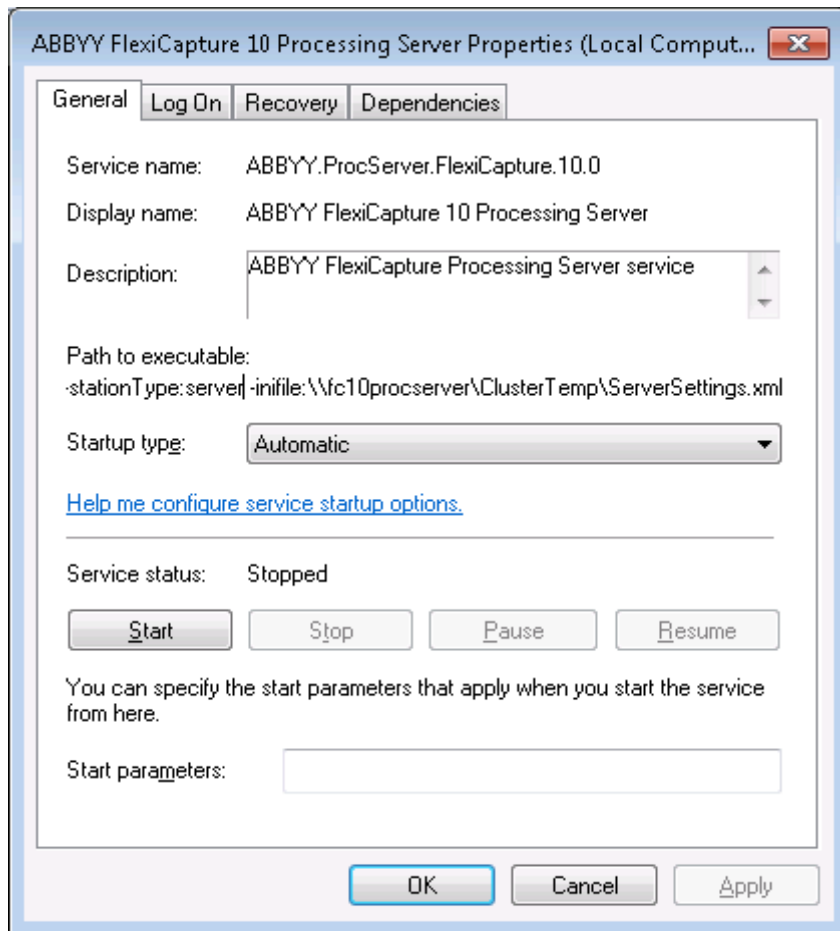 ABBYY FlexiCapture 10 Processing Server Properties (Local Comput...
General Log On Recovery Dependencies
Service name: ABBYY.ProcServer.FlexiCapture.10.0
Display name: ABBYY FlexiCapture 10 Processing Server
Description: ABBYY FlexiCapture Processing Server service
Path to executable:
-stationType:server -inifile:\\fc10procserver\ClusterTemp\ServerSettings.xml
Startup type: Automatic
Help me configure service startup options.
Service status: Stopped
Start Stop Pause Resume
You can specify the start parameters that apply when you start the service
from here.
Start parameters:
OK Cancel Apply